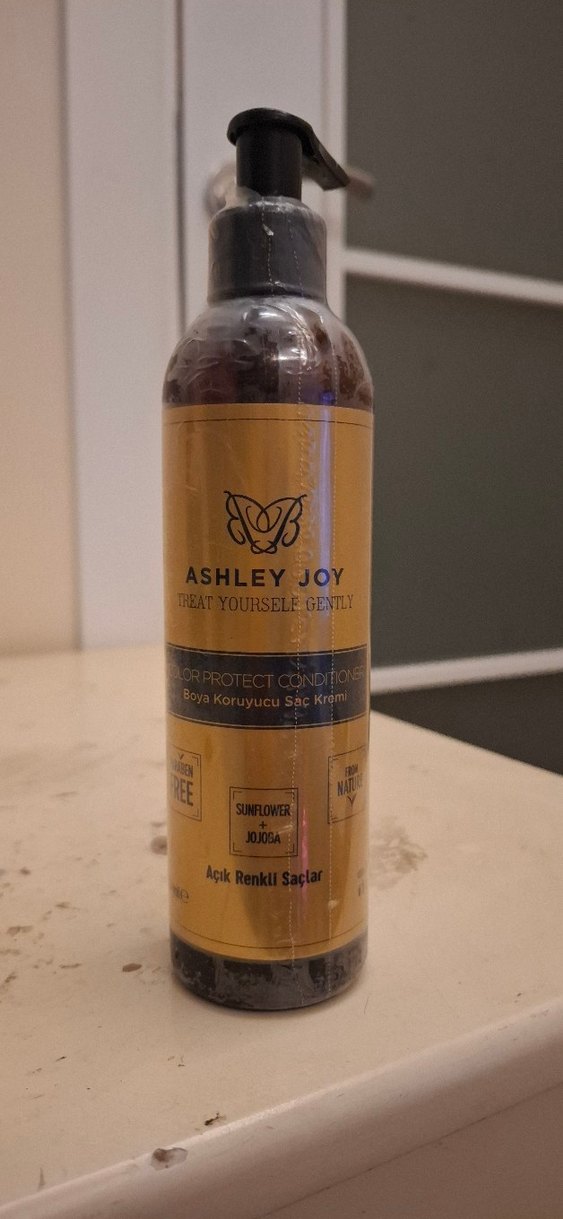 ASHLEY JOY
TREAT YOURSELF GENTLY
COLOR PROTECT CONDITIONER
Boya Koruyucu Saç Kremi
FREE
FROM
NATURE
SUNFLOWER
+
JOJOBA
Açık Renkli Saçlar